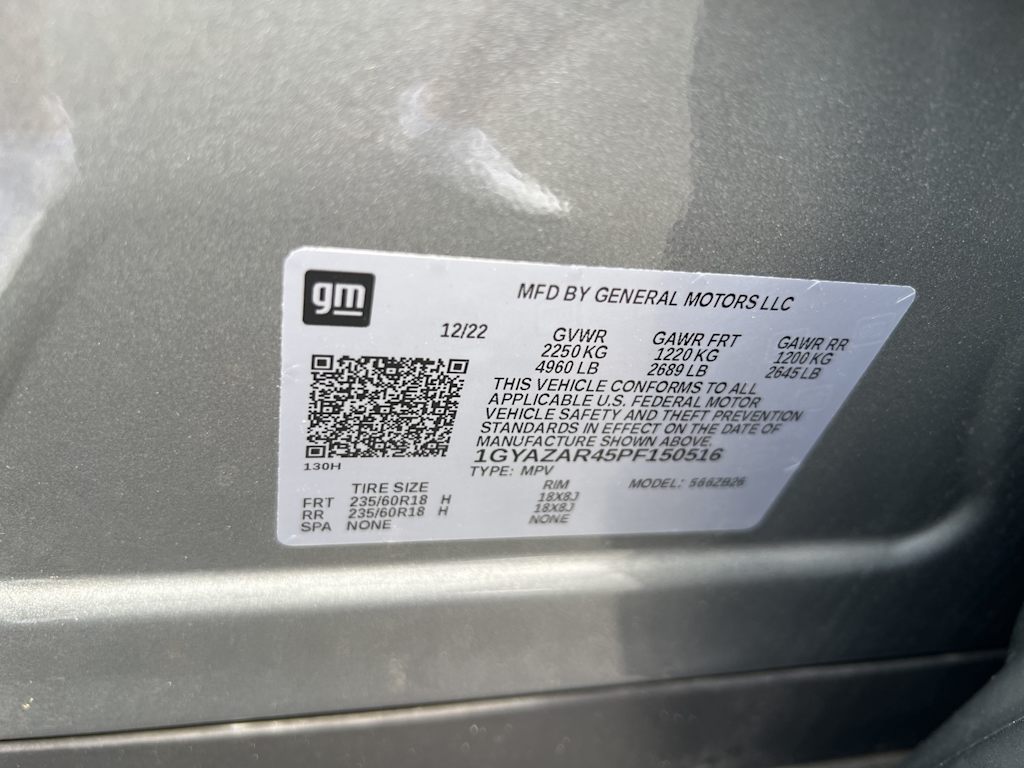 gm
MFD BY GENERAL MOTORS LLC
12/22
GVWR
2250 KG
4960 LB
GAWR FRT
1220 KG
2689 LB
GAWR RR
1200 KG
2645 LB
THIS VEHICLE CONFORMS TO ALL
APPLICABLE U.S. FEDERAL MOTOR
VEHICLE SAFETY AND THEFT PREVENTION
STANDARDS IN EFFECT ON THE DATE OF
MANUFACTURE SHOWN ABOVE.
1GYAZAR45PF150516
TYPE: MPV
MODEL: 5662B26
130H
TIRE SIZE
RIM
FRT 235/60R18 H 18X8J
RR 235/60R18 H 18X8J
SPA NONE NONE